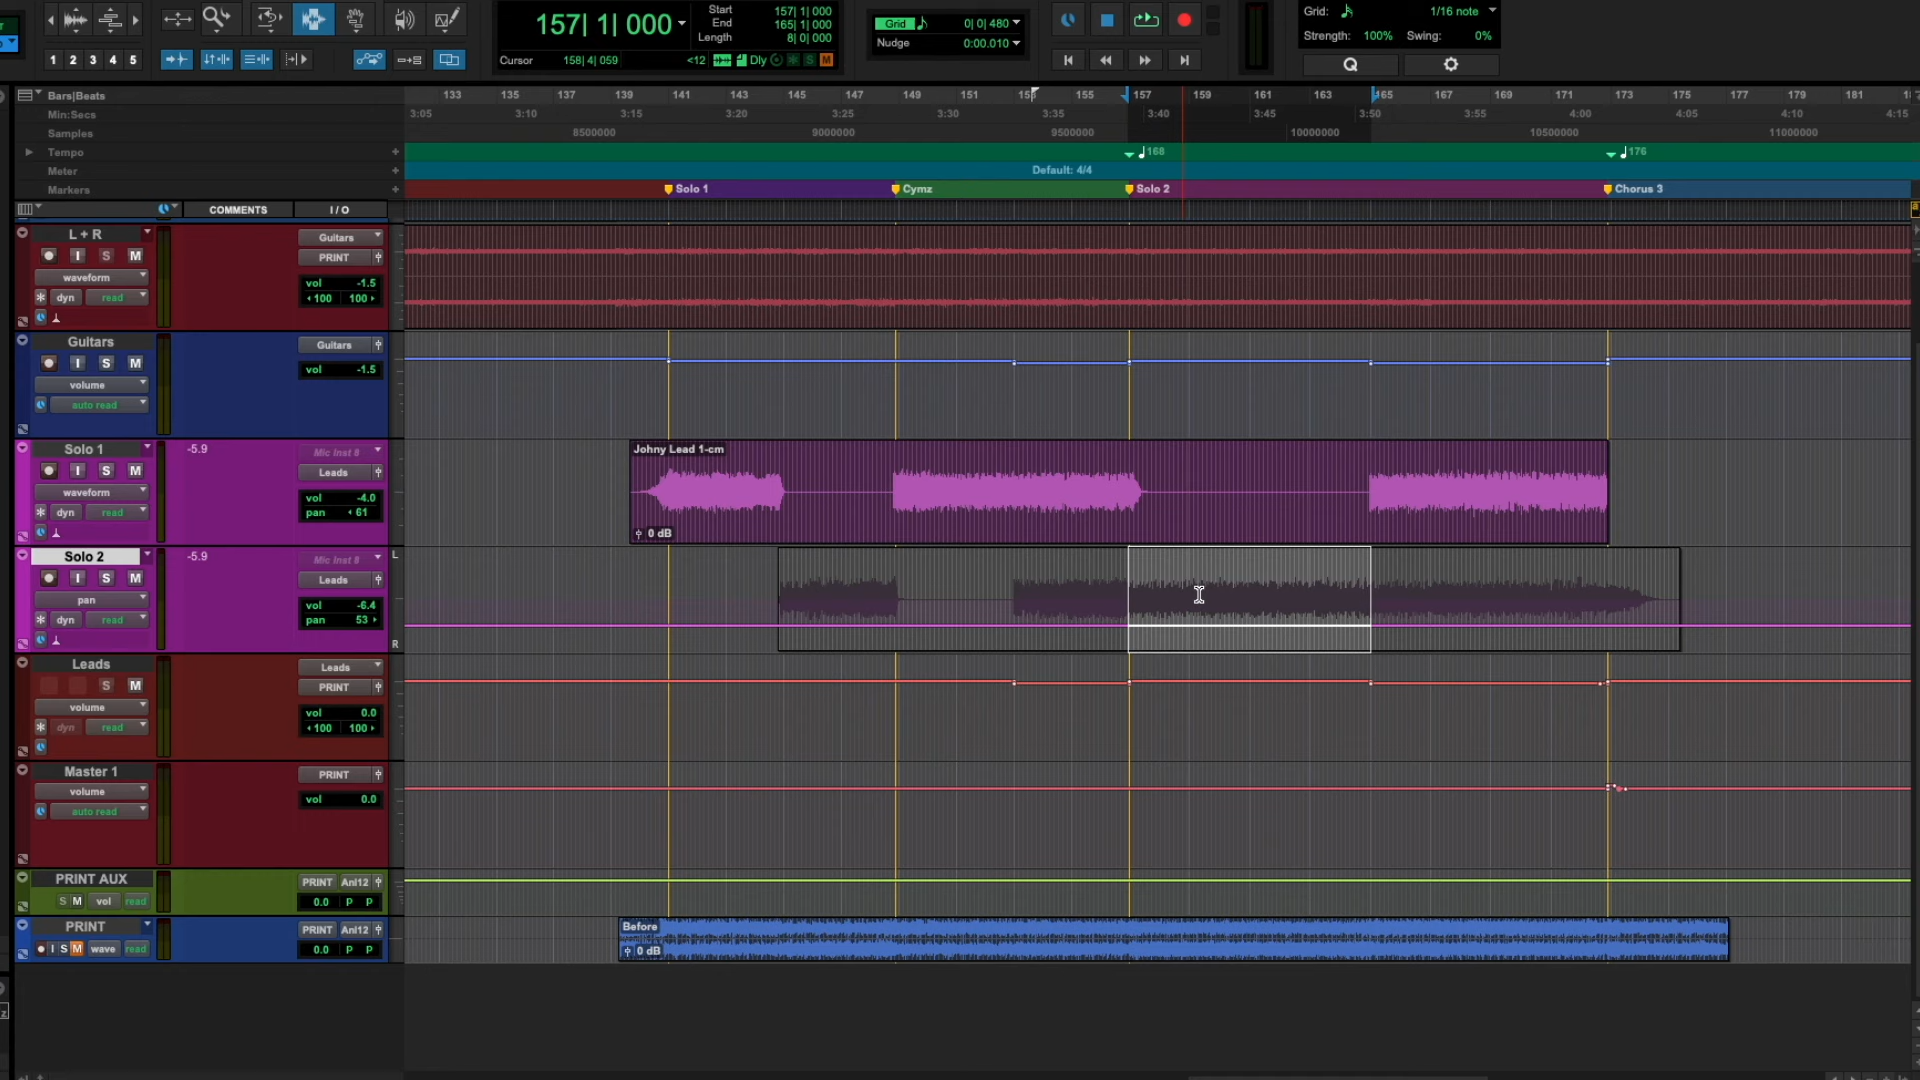 157| 1| 000
Start 157| 1| 000
End 165| 1| 000
Length 8| 0| 000
Cursor 158| 4| 059 <12 Dly S M
Grid 0| 0| 480
Nudge 0:00.010
Grid: 1/16 note
Strength: 100% Swing: 0%
1 2 3 4 5
Q
Bars|Beats 133 135 137 139 141 143 145 147 149 151 155 157 159 161 163 165 167 169 171 173 175 177 179 181
Min:Secs 3:05 3:10 3:15 3:20 3:25 3:30 3:35 3:40 3:45 3:50 3:55 4:00 4:05 4:10 4:15
Samples 8500000 9000000 9500000 10000000 10500000 11000000
Tempo + 168 176
Meter + Default: 4/4
Markers + Solo 1 Cymz Solo 2 Chorus 3
COMMENTS I / O
L + R
I S M
waveform
dyn read
Guitars
PRINT
vol -1.5
100 100
Guitars
I S M
volume
auto read
Guitars
vol -1.5
Solo 1
I S M
waveform
dyn read
-5.9
Mic Inst 8
Leads
vol -4.0
pan 61
Johny Lead 1-cm
0 dB
Solo 2
I S M
pan
dyn read
-5.9
Mic Inst 8
Leads
vol -6.4
pan 53
L
R
Leads
S M
volume
dyn read
Leads
PRINT
vol 0.0
100 100
Master 1
volume
auto read
PRINT
vol 0.0
PRINT AUX
S M vol read
PRINT Anl12
0.0 P P
PRINT
I S M wave read
PRINT Anl12
0.0 P P
Before
0 dB